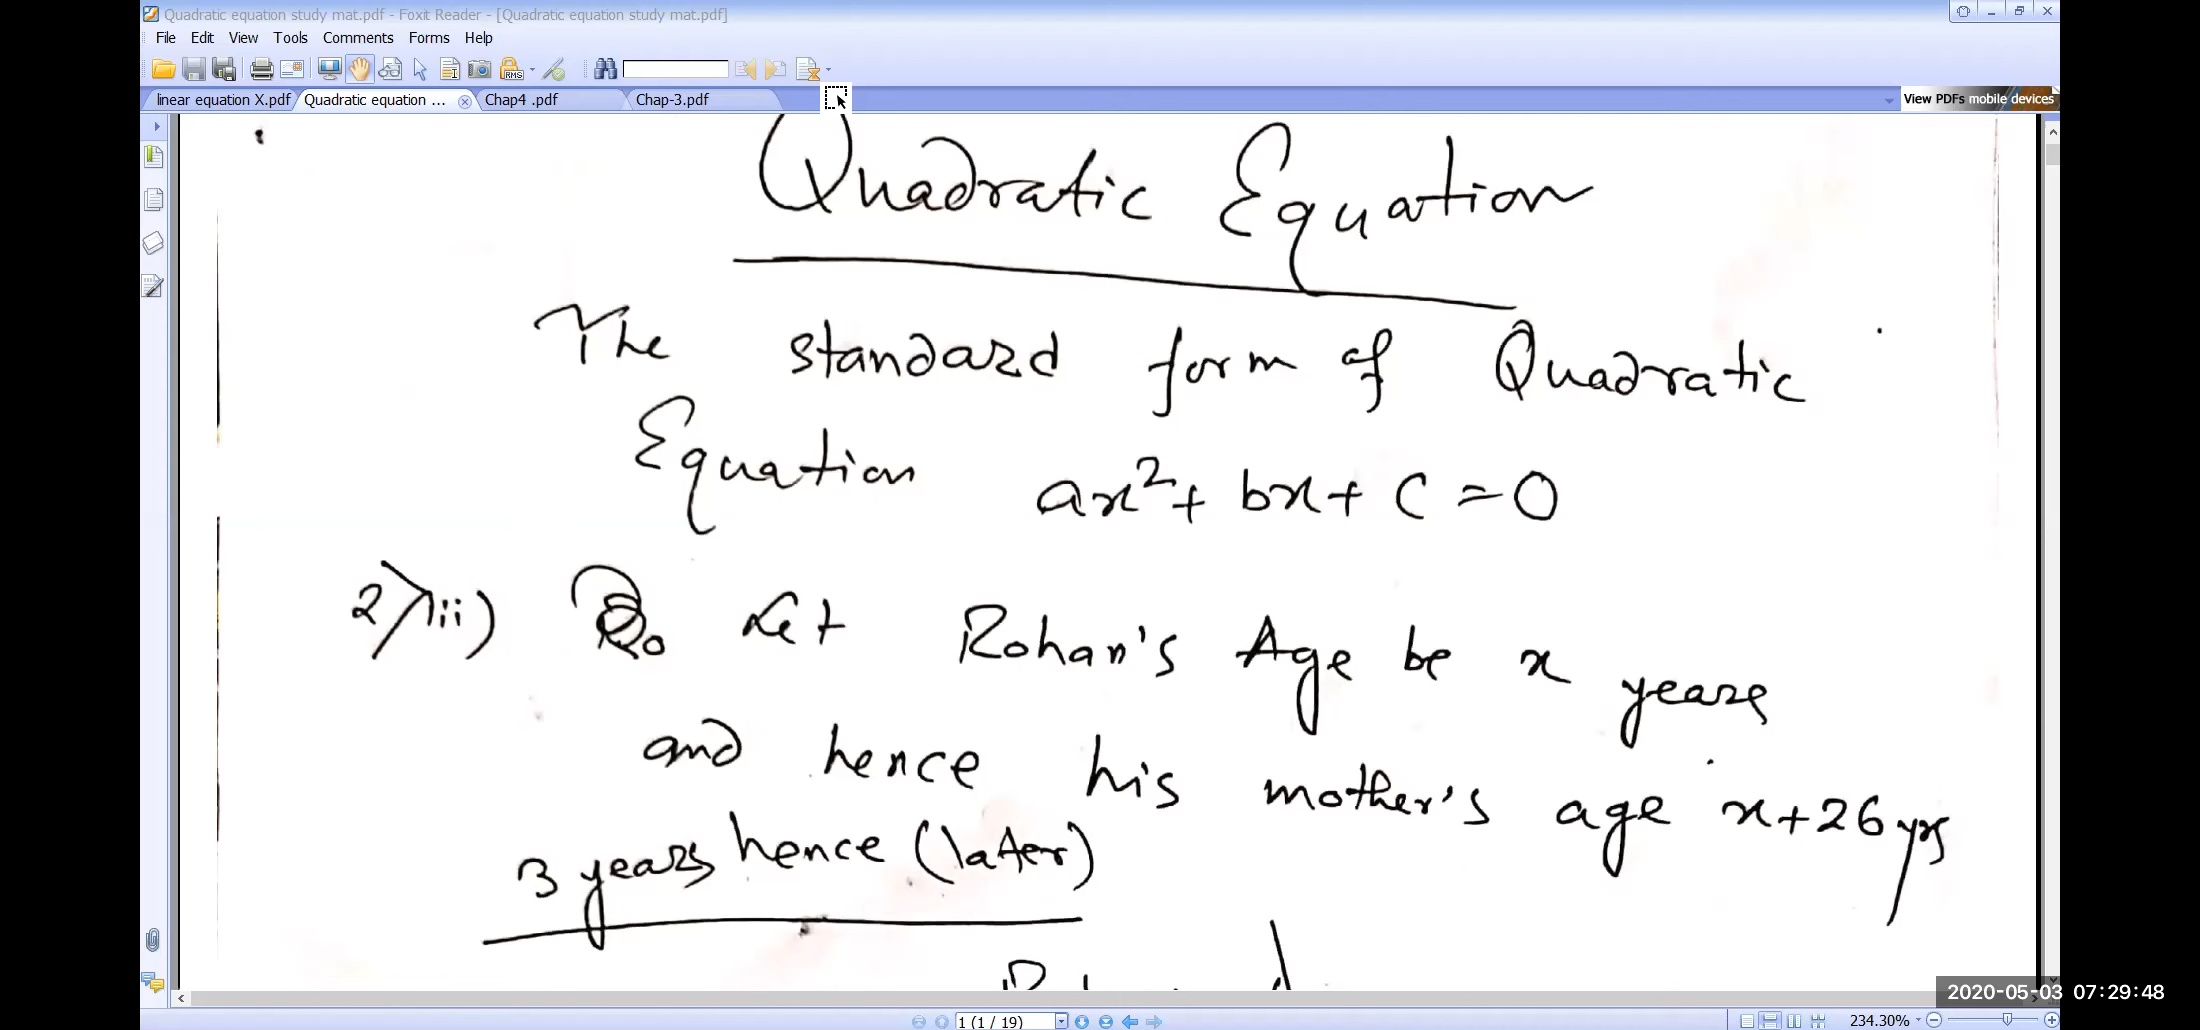 Quadratic equation study mat.pdf - Foxit Reader - [Quadratic equation study mat.pdf]
File Edit View Tools Comments Forms Help
RMS
linear equation X.pdf Quadratic equation ... Chap4 .pdf Chap-3.pdf View PDFs mobile devices
Quadratic Equation
The standard form of Quadratic
Equation ax²+ bx + c = 0
2) iii) Let Rohan's Age be x years
and hence his mother's age x+26 yrs
3 years hence (later)
2020-05-03 07:29:48
1 (1 / 19) 234.30%